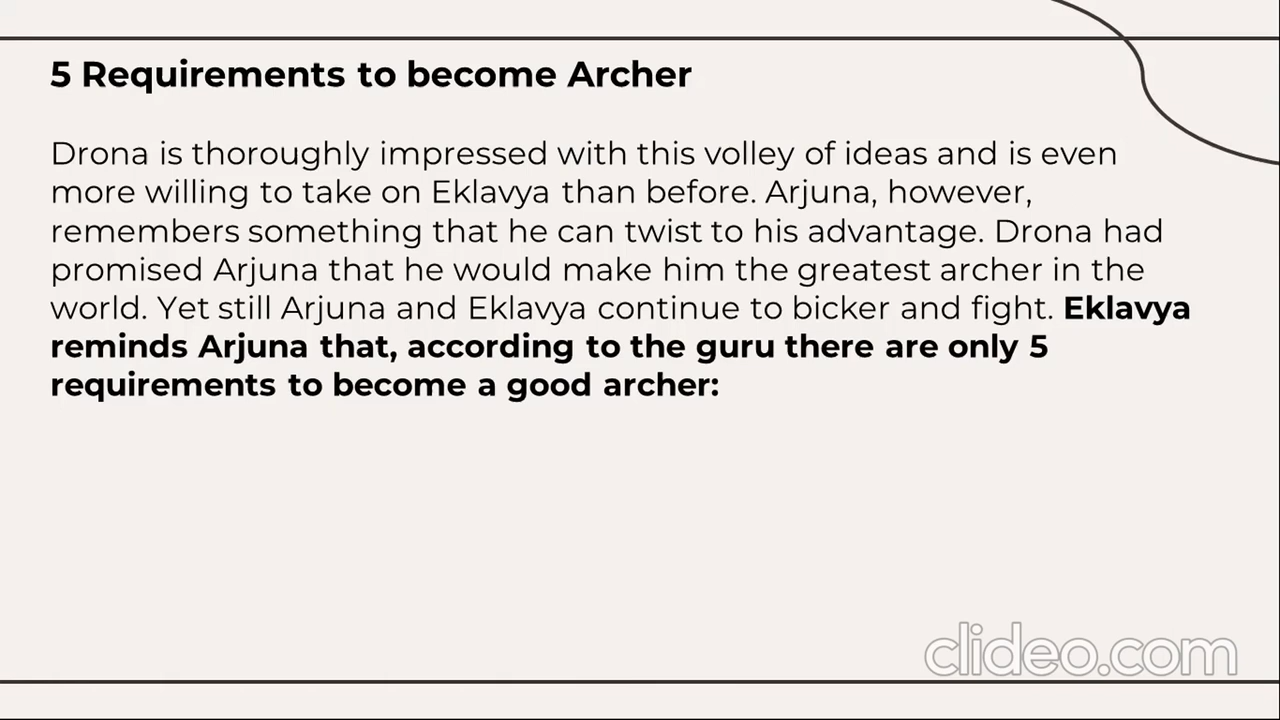 5 Requirements to become Archer
Drona is thoroughly impressed with this volley of ideas and is even
more willing to take on Eklavya than before. Arjuna, however,
remembers something that he can twist to his advantage. Drona had
promised Arjuna that he would make him the greatest archer in the
world. Yet still Arjuna and Eklavya continue to bicker and fight. Eklavya
reminds Arjuna that, according to the guru there are only 5
requirements to become a good archer:
clideo.com